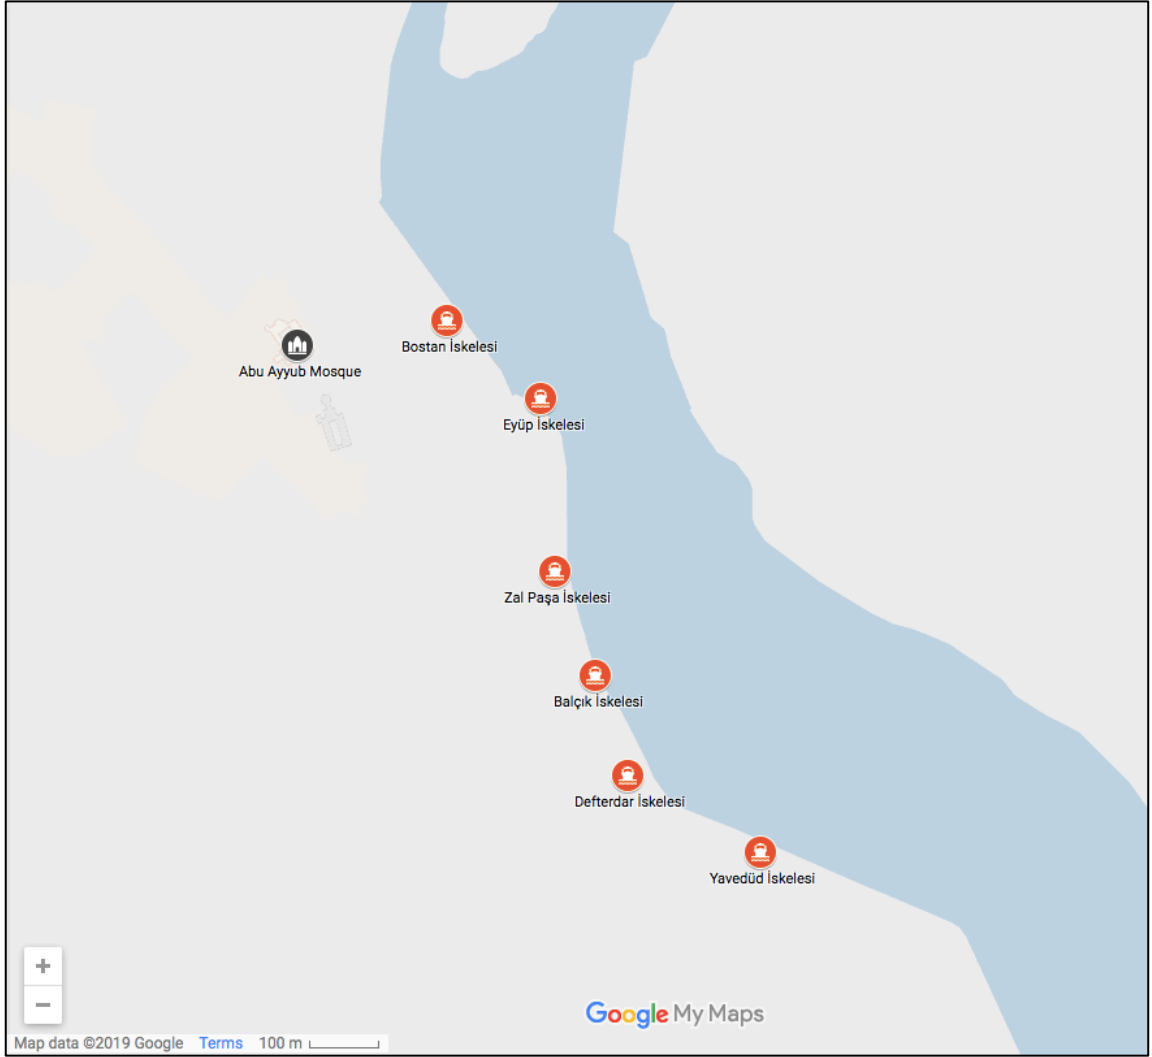 Bostan İskelesi
Abu Ayyub Mosque
Eyüp İskelesi
Zal Paşa İskelesi
Balçık İskelesi
Defterdar İskelesi
Yavedüd İskelesi
+
−
Google My Maps
Map data ©2019 Google Terms 100 m